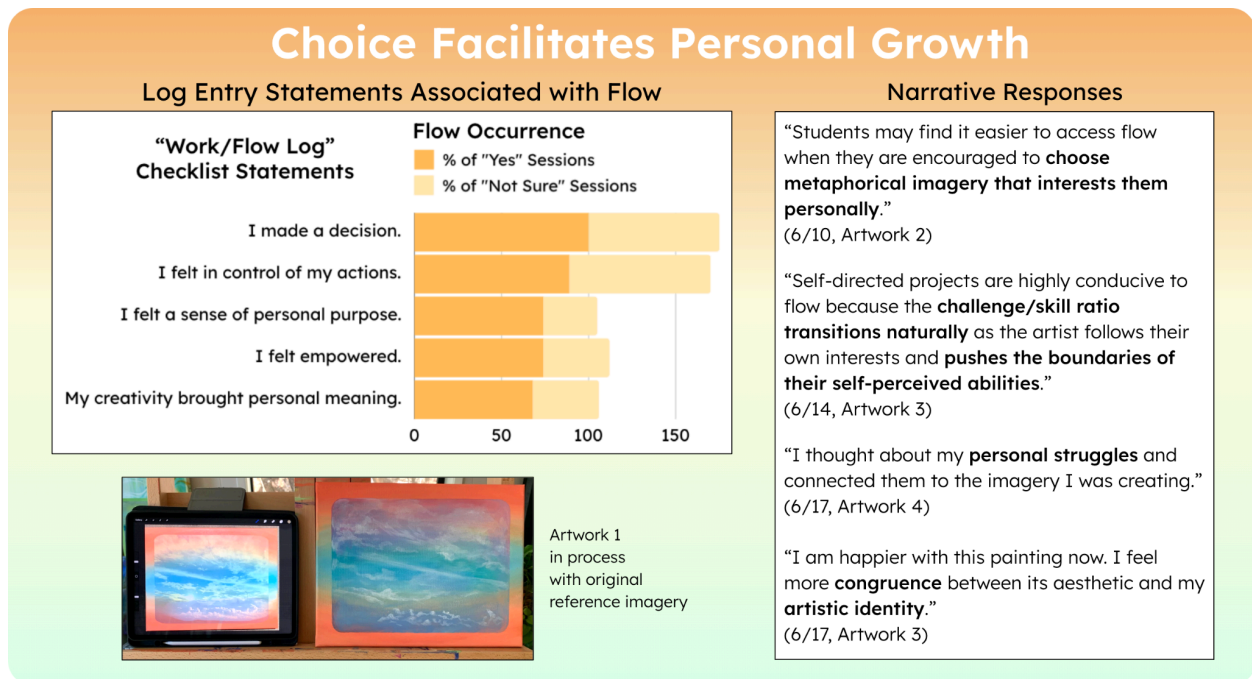 Choice Facilitates Personal Growth
Log Entry Statements Associated with Flow
“Work/Flow Log”
Checklist Statements
Flow Occurrence
% of "Yes" Sessions
% of "Not Sure" Sessions
I made a decision.
I felt in control of my actions.
I felt a sense of personal purpose.
I felt empowered.
My creativity brought personal meaning.
0 50 100 150
Artwork 1
in process
with original
reference imagery
Narrative Responses
“Students may find it easier to access flow
when they are encouraged to choose
metaphorical imagery that interests them
personally.”
(6/10, Artwork 2)
“Self-directed projects are highly conducive to
flow because the challenge/skill ratio
transitions naturally as the artist follows their
own interests and pushes the boundaries of
their self-perceived abilities.”
(6/14, Artwork 3)
“I thought about my personal struggles and
connected them to the imagery I was creating.”
(6/17, Artwork 4)
“I am happier with this painting now. I feel
more congruence between its aesthetic and my
artistic identity.”
(6/17, Artwork 3)